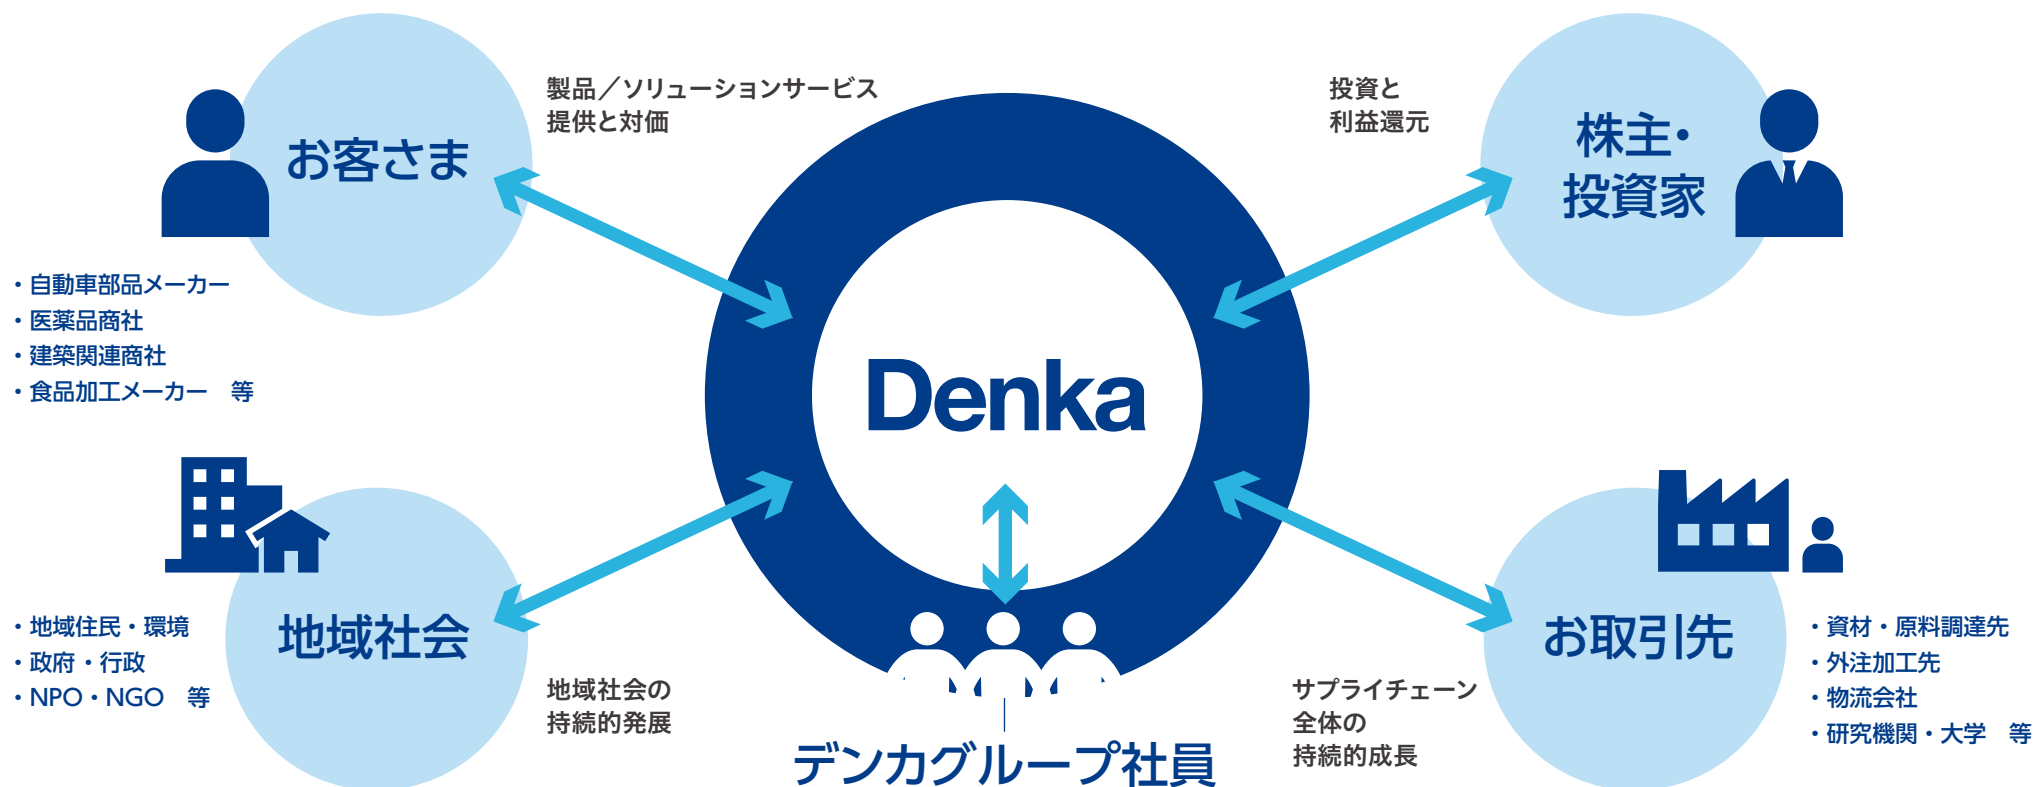 製品／ソリューションサービス
提供と対価
投資と
利益還元
お客さま
株主・
投資家
・自動車部品メーカー
・医薬品商社
・建築関連商社
・食品加工メーカー　等
Denka
地域社会
・地域住民・環境
・政府・行政
・NPO・NGO　等
地域社会の
持続的発展
デンカグループ社員
サプライチェーン
全体の
持続的成長
お取引先
・資材・原料調達先
・外注加工先
・物流会社
・研究機関・大学　等